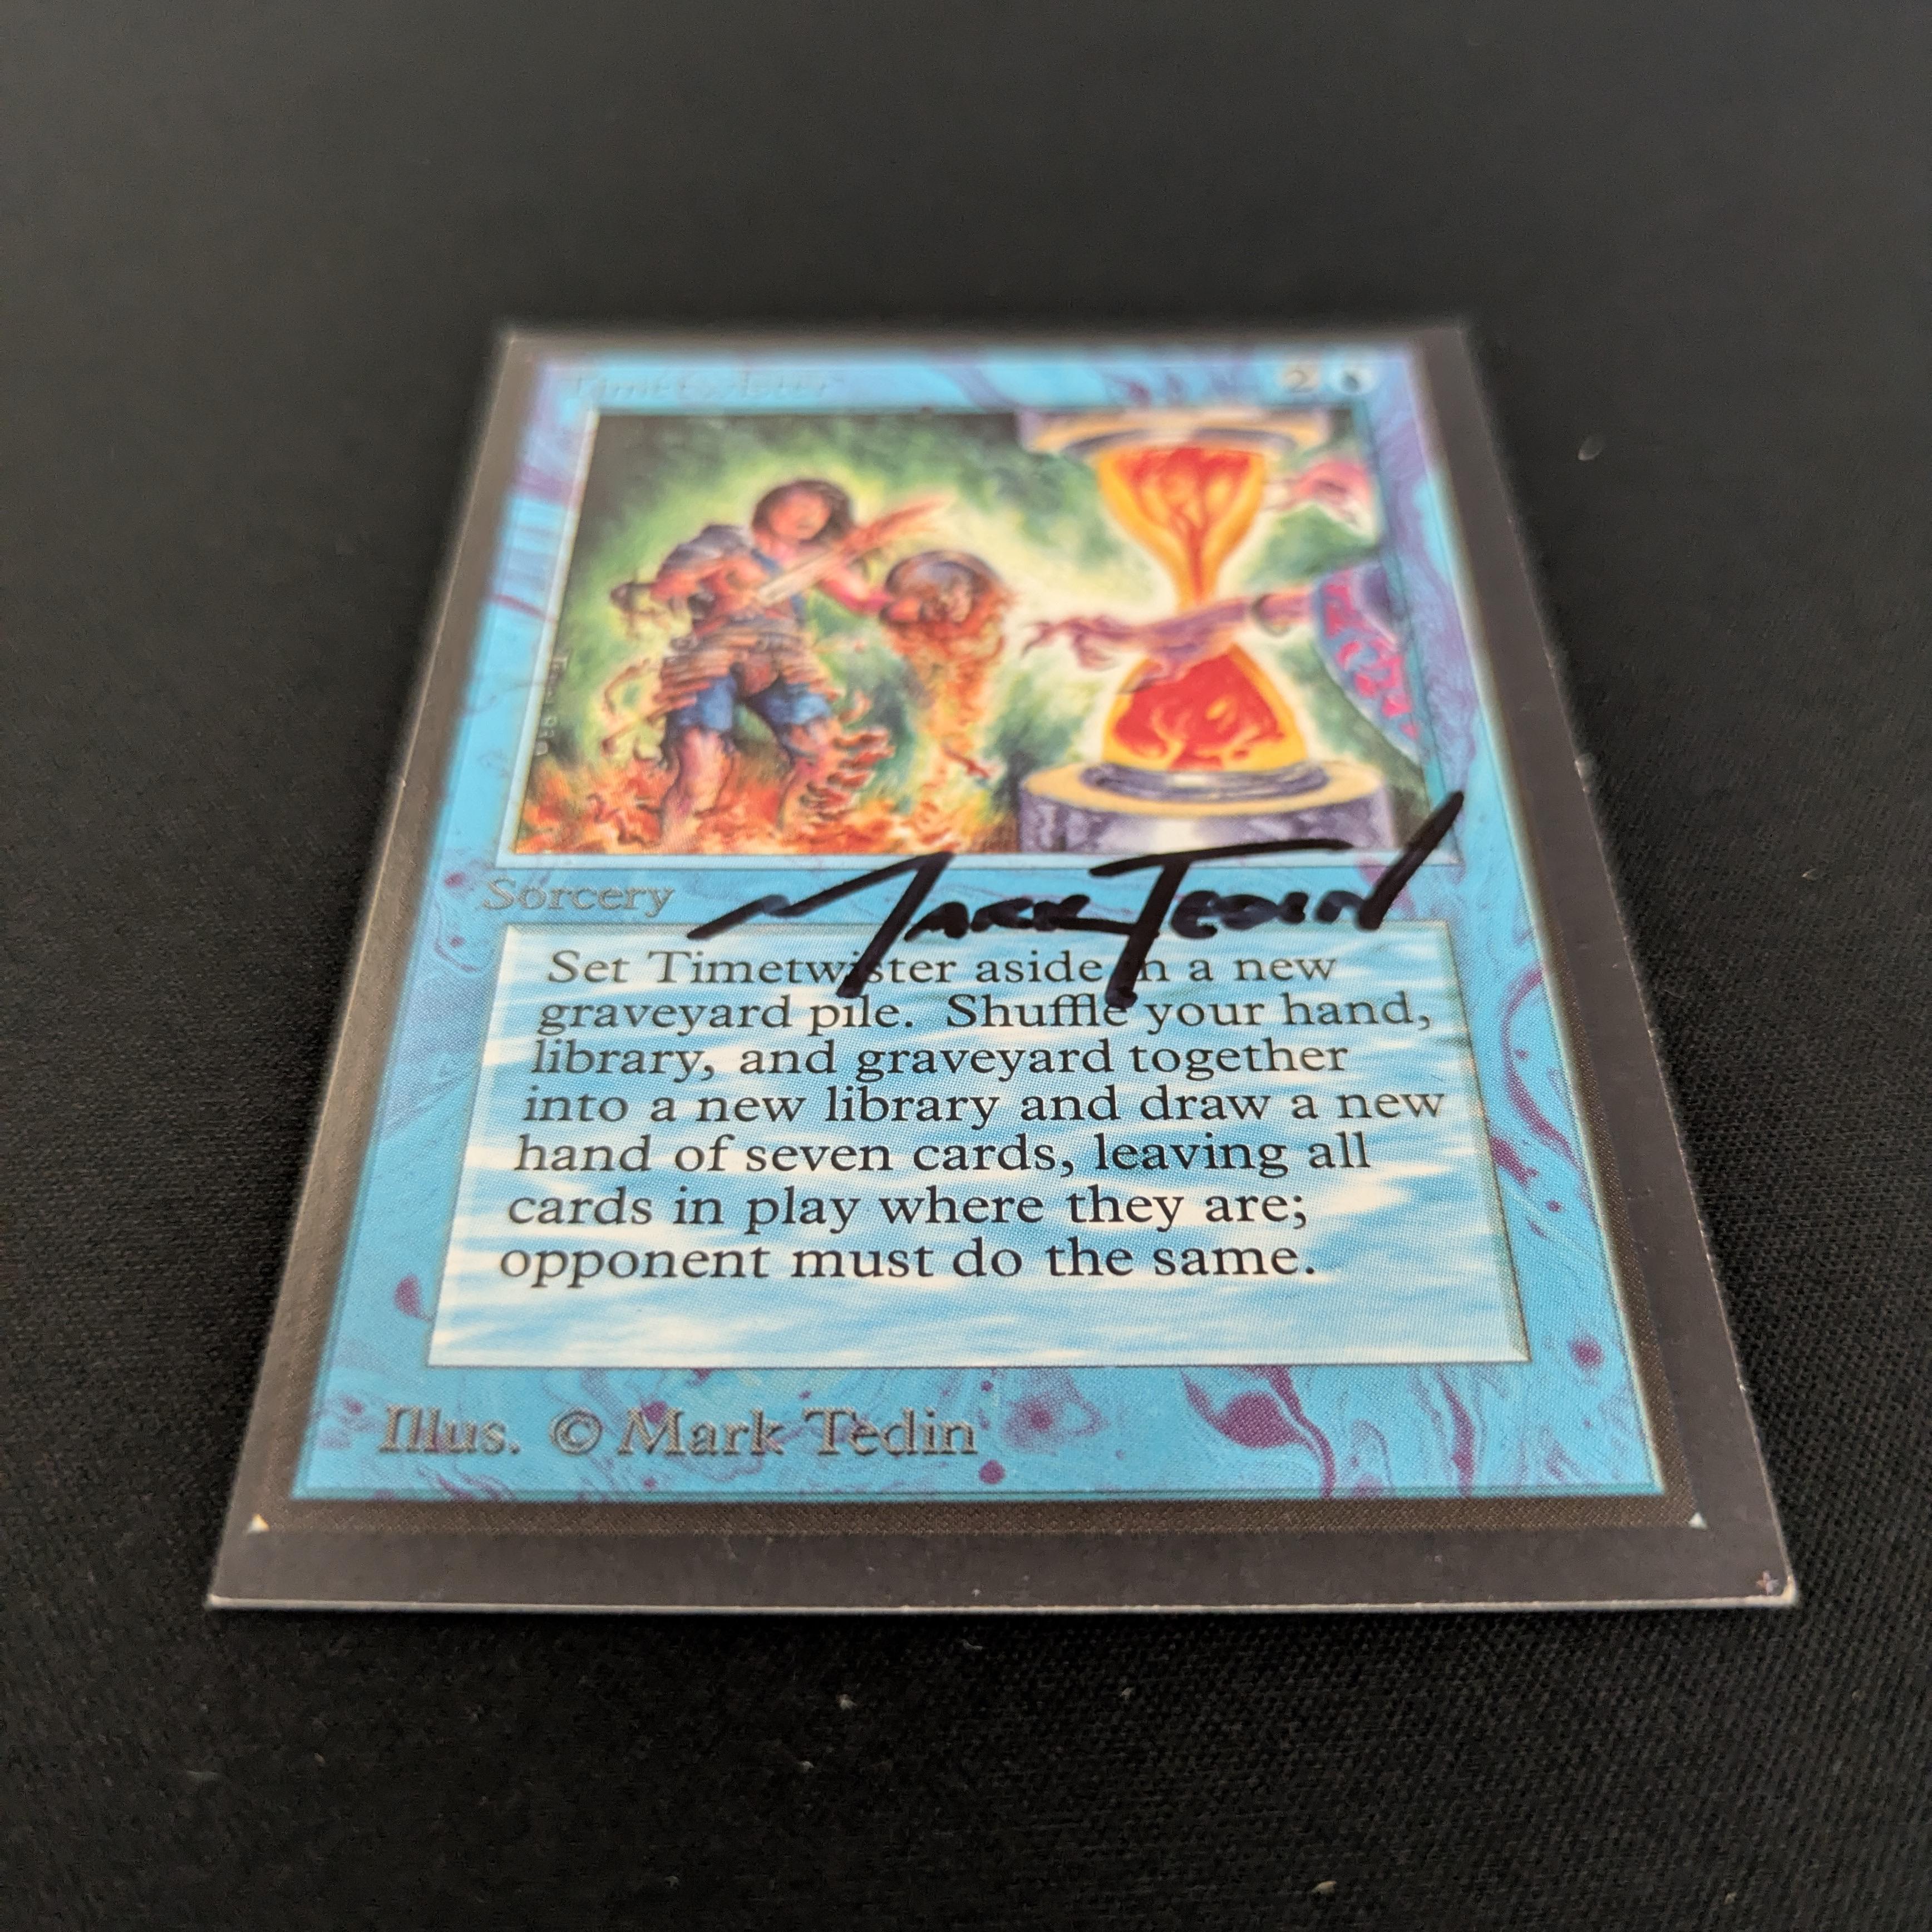 Timetwister 2
Sorcery
MARK TEDIN
Set Timetwister aside in a new
graveyard pile. Shuffle your hand,
library, and graveyard together
into a new library and draw a new
hand of seven cards, leaving all
cards in play where they are;
opponent must do the same.
Illus. © Mark Tedin